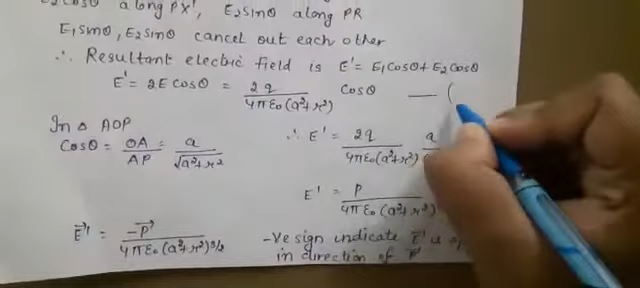 E₂cosθ along PX', E₂sinθ along PR
E₁sinθ, E₂sinθ cancel out each other
∴ Resultant electric field is E' = E₁Cosθ + E₂Cosθ
E' = 2E Cosθ = 2q / 4πε₀(a²+r²) Cosθ — (
In △ AOP
Cosθ = OA / AP = a / √a²+r²
∴ E' = 2q / 4πε₀(a²+r²) a
E' = P / 4πε₀(a²+r²)
E⃗' = -P⃗ / 4πε₀(a²+r²)3/2
-ve sign indicate E⃗' is
in direction of P⃗